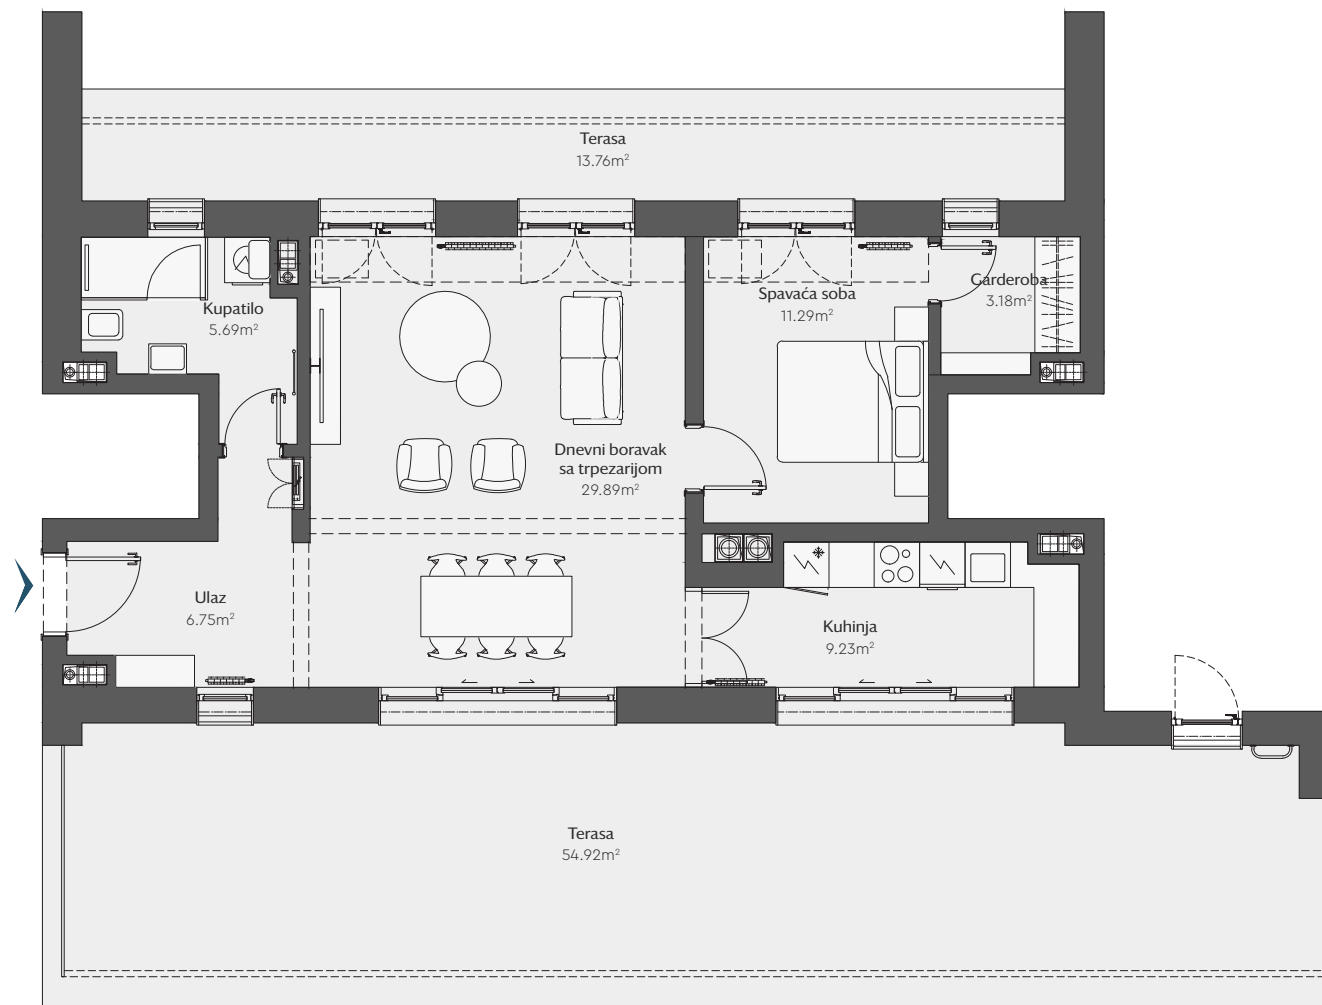 Terasa
13.76m²
Kupatilo
5.69m²
Spavaća soba
11.29m²
Garderoba
3.18m²
Dnevni boravak
sa trpezarijom
29.89m²
Ulaz
6.75m²
Kuhinja
9.23m²
Terasa
54.92m²